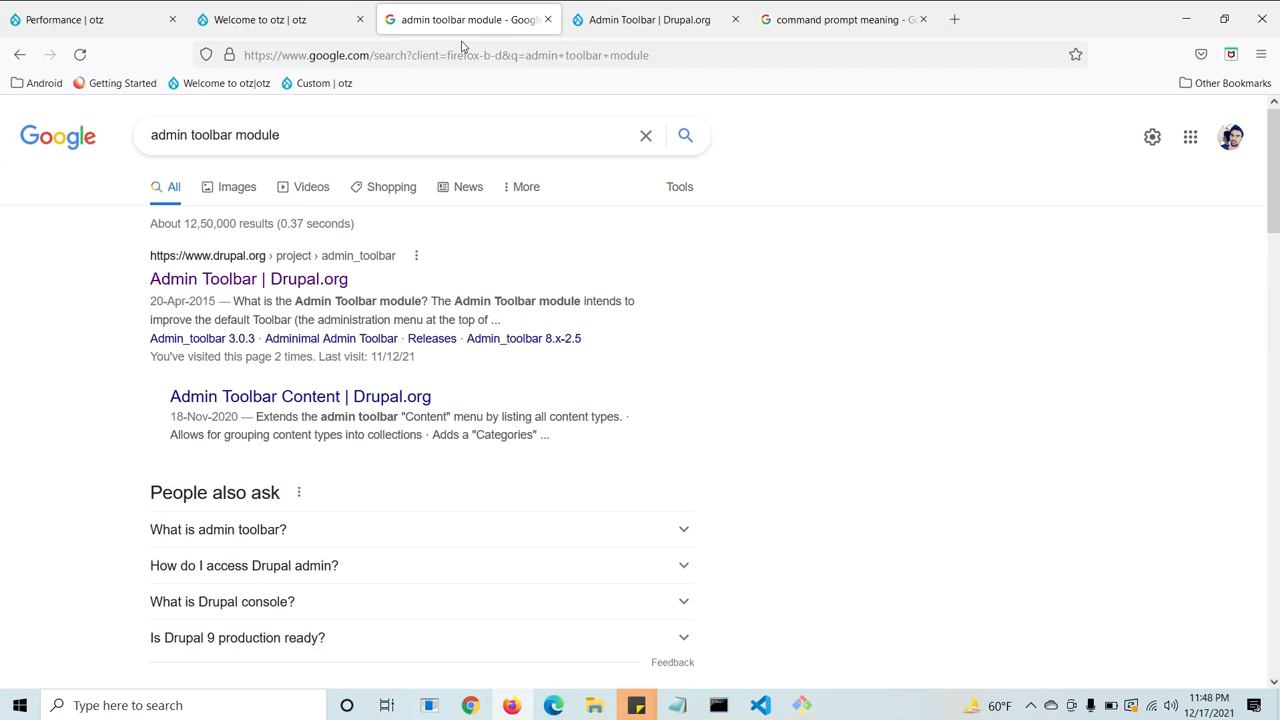 Performance | otz
Welcome to otz | otz
admin toolbar module - Google
Admin Toolbar | Drupal.org
command prompt meaning - G
https://www.google.com/search?client=firefox-b-d&q=admin+toolbar+module
Android
Getting Started
Welcome to otz|otz
Custom | otz
Other Bookmarks
Google
admin toolbar module
All
Images
Videos
Shopping
News
More
Tools
About 12,50,000 results (0.37 seconds)
https://www.drupal.org › project › admin_toolbar
Admin Toolbar | Drupal.org
20-Apr-2015 — What is the Admin Toolbar module? The Admin Toolbar module intends to
improve the default Toolbar (the administration menu at the top of ...
Admin_toolbar 3.0.3 · Adminimal Admin Toolbar · Releases · Admin_toolbar 8.x-2.5
You've visited this page 2 times. Last visit: 11/12/21
Admin Toolbar Content | Drupal.org
18-Nov-2020 — Extends the admin toolbar "Content" menu by listing all content types. ·
Allows for grouping content types into collections · Adds a "Categories" ...
People also ask
What is admin toolbar?
How do I access Drupal admin?
What is Drupal console?
Is Drupal 9 production ready?
Feedback
Type here to search
60°F
11:48 PM
12/17/2021